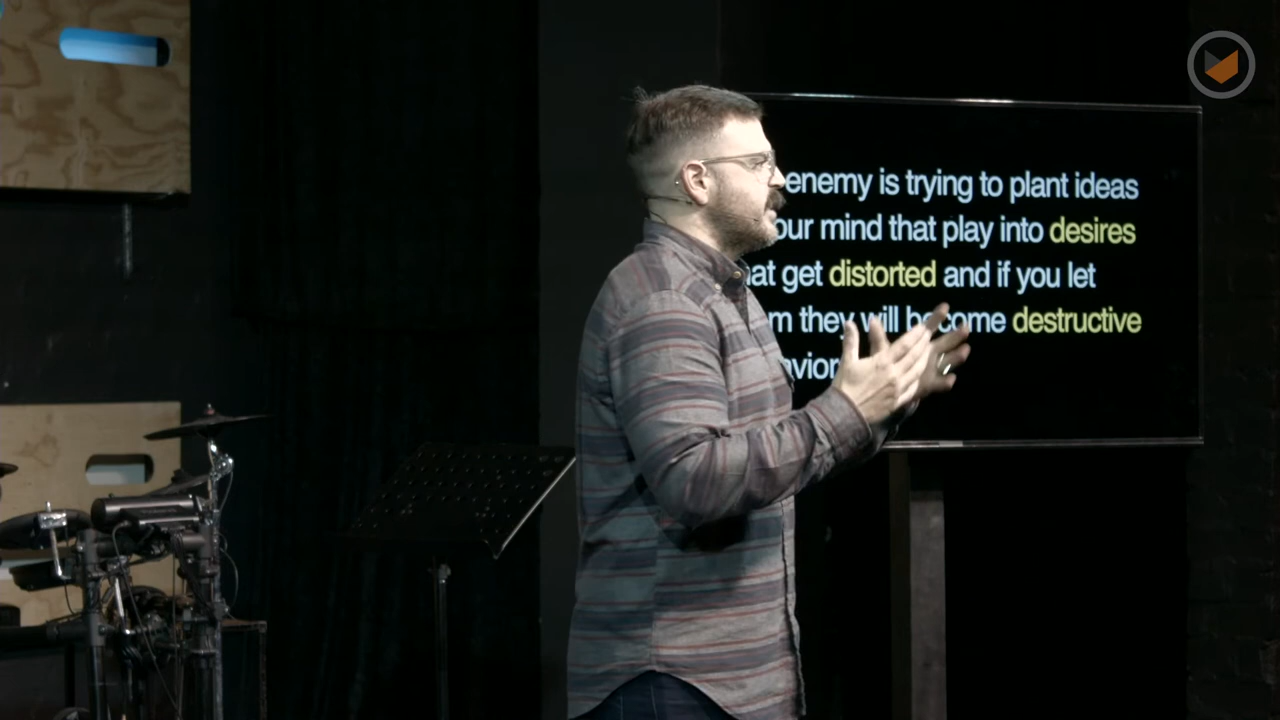 enemy is trying to plant ideas
our mind that play into desires
hat get distorted and if you let
m they will become destructive
avior